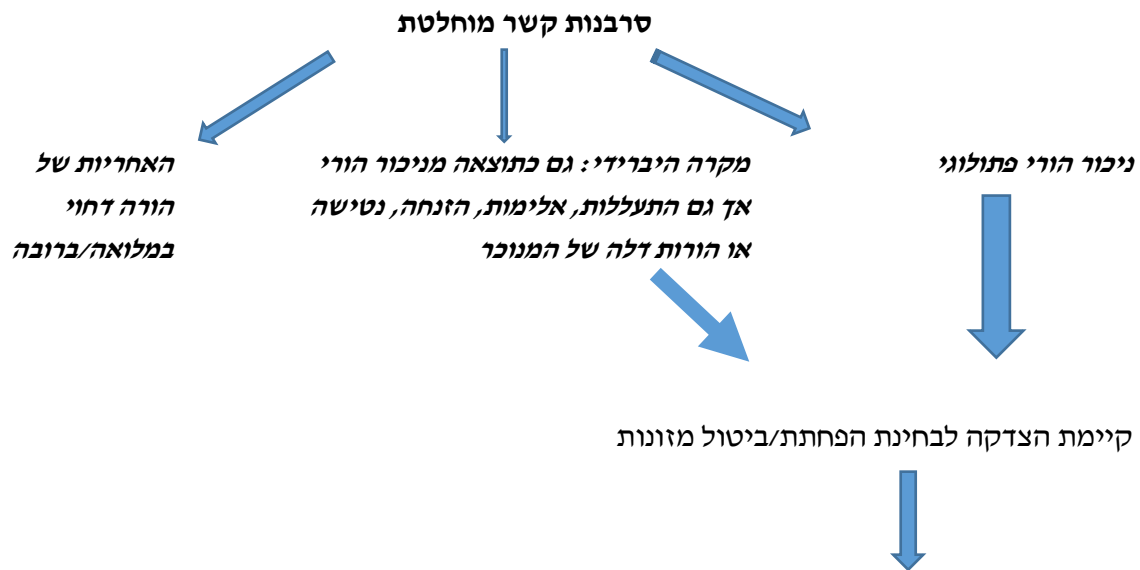 סרבנות קשר מוחלטת
ניכור הורי פתולוגי
מקרה היברידי: גם כתוצאה מניכור הורי
אך גם התעללות, אלימות, הזנחה, נטישה
או הורות דלה של המנוכר
האחריות של
הורה דחוי
במלואה/ברובה
קיימת הצדקה לבחינת הפחתת/ביטול מזונות